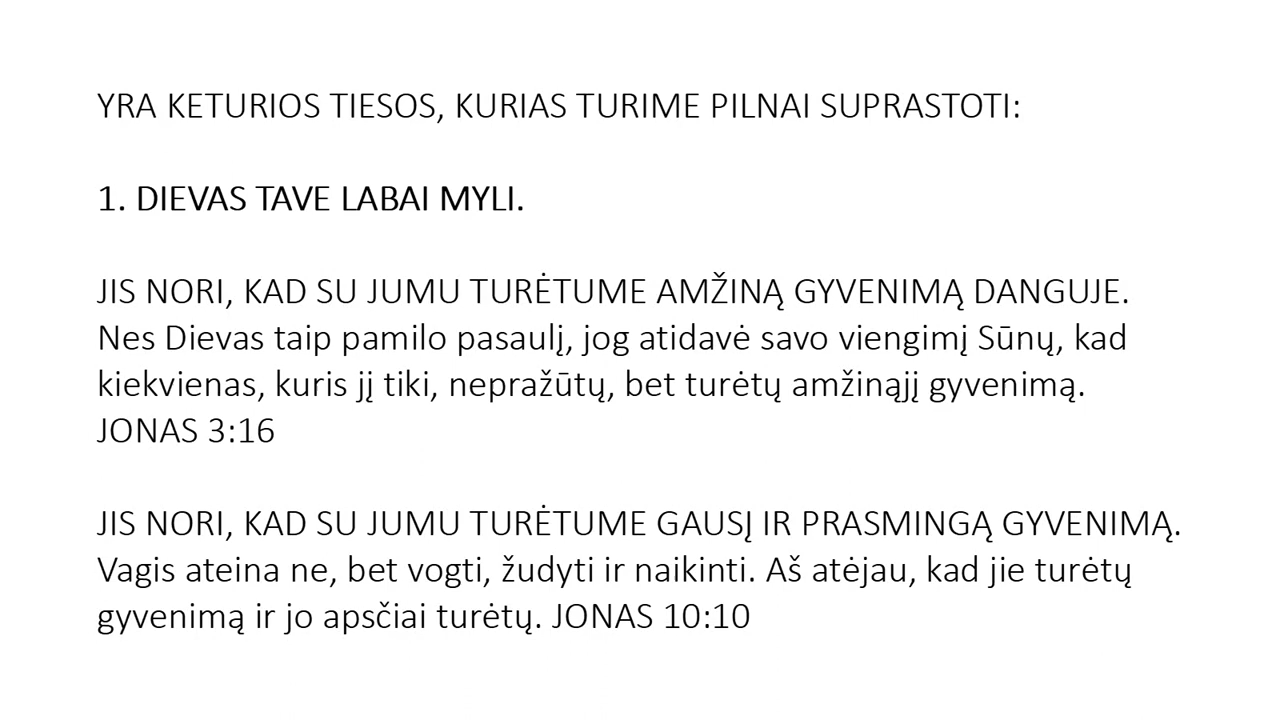 YRA KETURIOS TIESOS, KURIAS TURIME PILNAI SUPRASTOTI:
1. DIEVAS TAVE LABAI MYLI.
JIS NORI, KAD SU JUMU TURĖTUME AMŽINĄ GYVENIMĄ DANGUJE.
Nes Dievas taip pamilo pasaulį, jog atidavė savo viengimį Sūnų, kad
kiekvienas, kuris jį tiki, nepražūtų, bet turėtų amžinąjį gyvenimą.
JONAS 3:16
JIS NORI, KAD SU JUMU TURĖTUME GAUSĮ IR PRASMINGĄ GYVENIMĄ.
Vagis ateina ne, bet vogti, žudyti ir naikinti. Aš atėjau, kad jie turėtų
gyvenimą ir jo apsčiai turėtų. JONAS 10:10